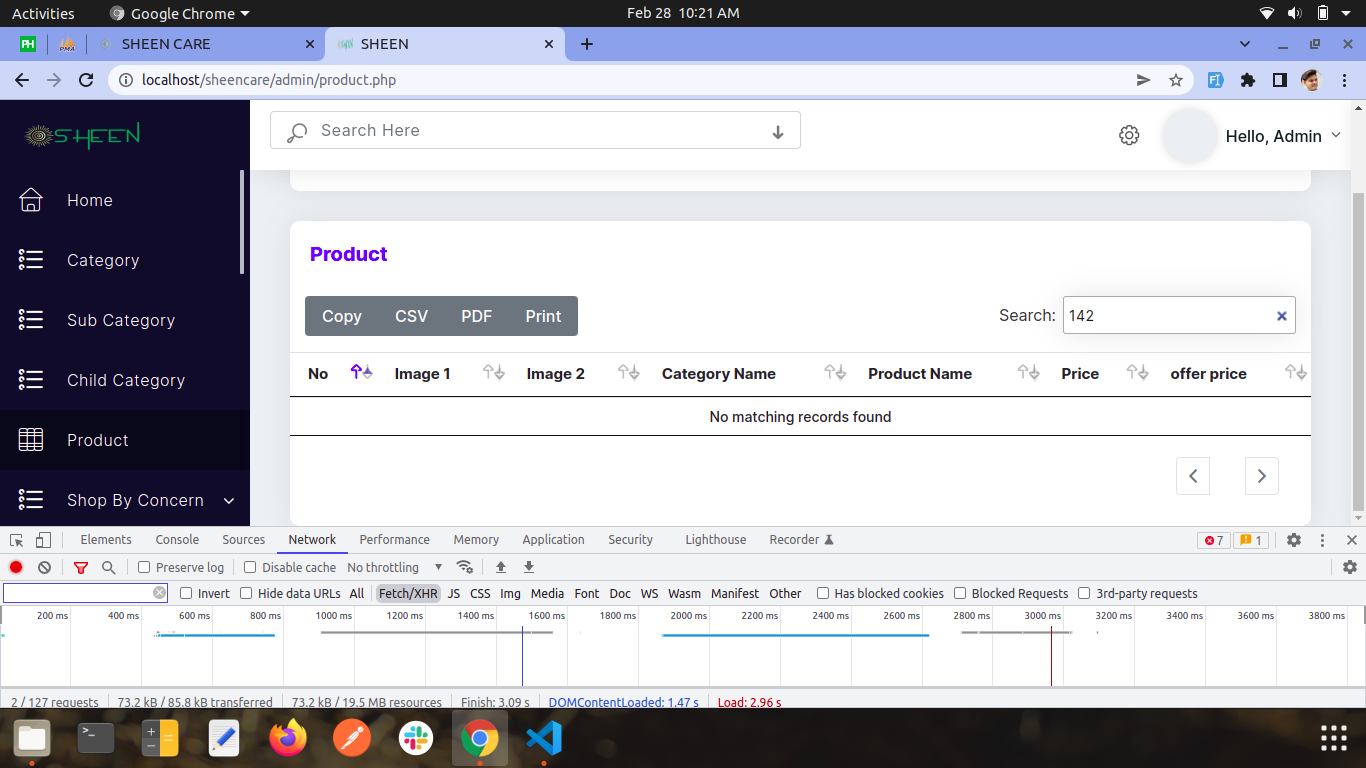 Activities Google Chrome Feb 28 10:21 AM
PH PMA SHEEN CARE SHEEN
localhost/sheencare/admin/product.php
SHEEN
Search Here
Hello, Admin
Home
Category
Sub Category
Child Category
Product
Shop By Concern
Product
Copy CSV PDF Print Search: 142
No Image 1 Image 2 Category Name Product Name Price offer price
No matching records found
Elements Console Sources Network Performance Memory Application Security Lighthouse Recorder 7 1
Preserve log Disable cache No throttling
Invert Hide data URLs All Fetch/XHR JS CSS Img Media Font Doc WS Wasm Manifest Other Has blocked cookies Blocked Requests 3rd-party requests
200 ms 400 ms 600 ms 800 ms 1000 ms 1200 ms 1400 ms 1600 ms 1800 ms 2000 ms 2200 ms 2400 ms 2600 ms 2800 ms 3000 ms 3200 ms 3400 ms 3600 ms 3800 ms
2 / 127 requests 73.2 kB / 85.8 kB transferred 73.2 kB / 19.5 MB resources Finish: 3.09 s DOMContentLoaded: 1.47 s Load: 2.96 s